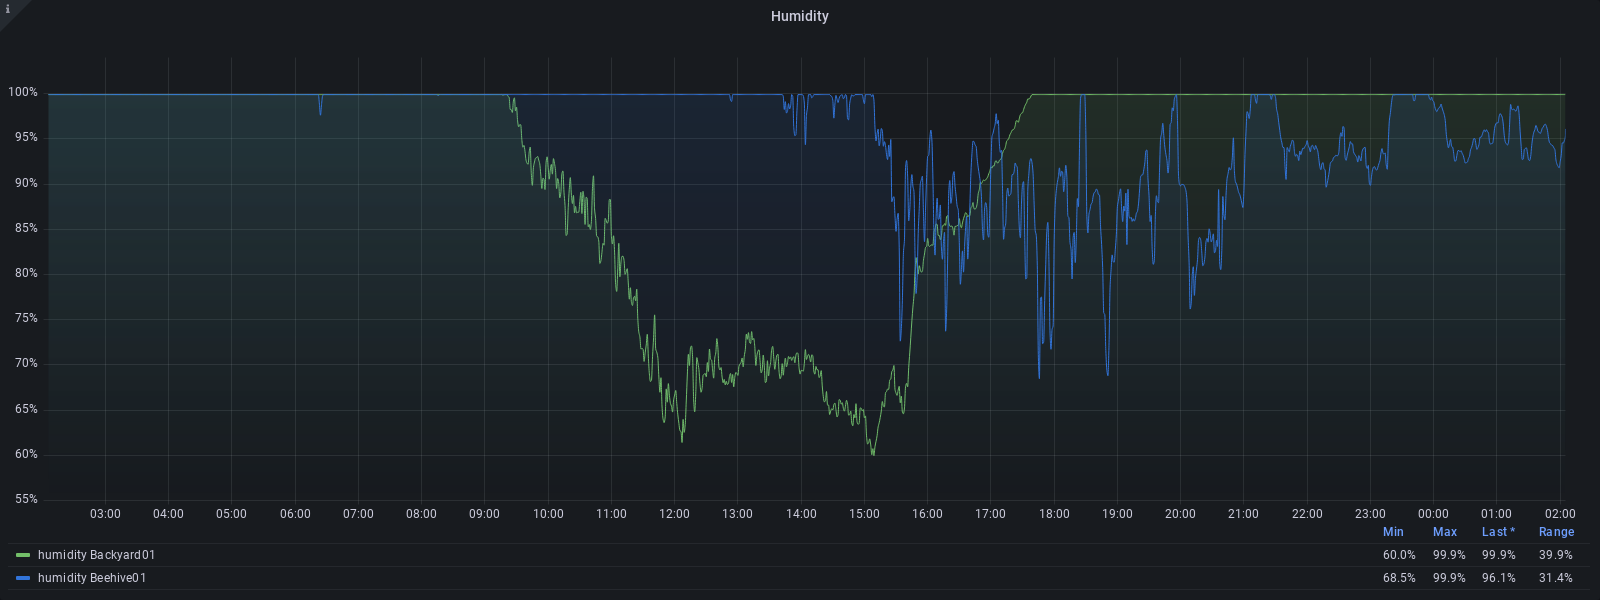 i
Humidity
100%
95%
90%
85%
80%
75%
70%
65%
60%
55%
03:00 04:00 05:00 06:00 07:00 08:00 09:00 10:00 11:00 12:00 13:00 14:00 15:00 16:00 17:00 18:00 19:00 20:00 21:00 22:00 23:00 00:00 01:00 02:00
Min Max Last * Range
humidity Backyard01 60.0% 99.9% 99.9% 39.9%
humidity Beehive01 68.5% 99.9% 96.1% 31.4%